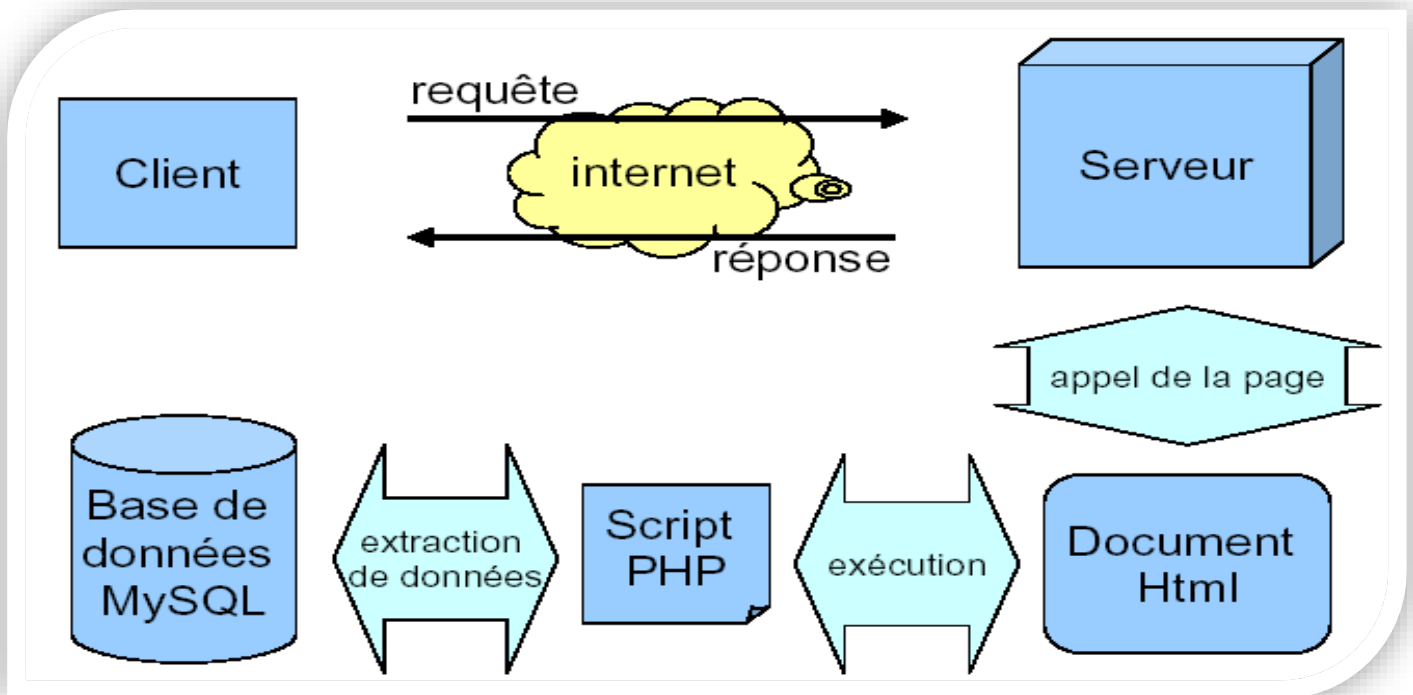 requête
Client
internet
Serveur
réponse
appel de la page
Base de
données
MySQL
extraction
de données
Script
PHP
exécution
Document
Html